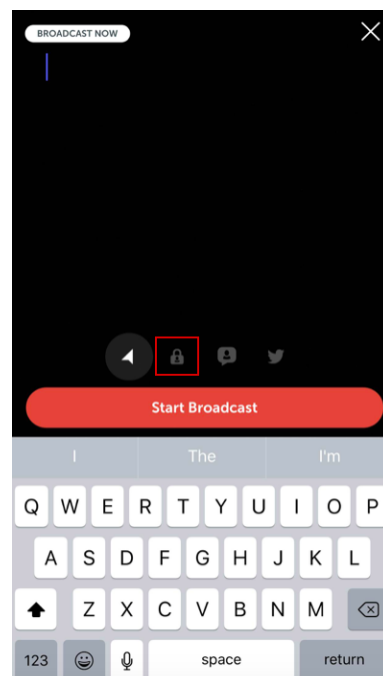 BROADCAST NOW
Start Broadcast
I The I'm
Q W E R T Y U I O P
A S D F G H J K L
Z X C V B N M
123 space return